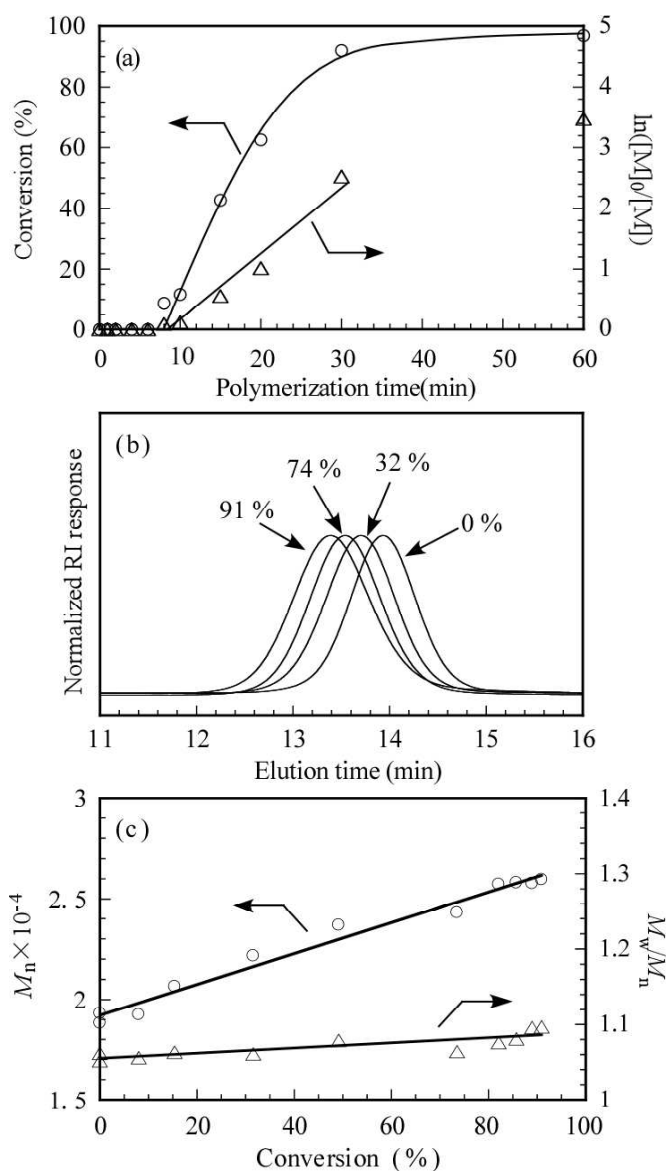 (a)
Conversion (%)
100
80
60
40
20
0
5
4
3
2
1
0
ln([M]0/[M])
0 10 20 30 40 50 60
Polymerization time(min)
(b)
Normalized RI response
91 %
74 %
32 %
0 %
11 12 13 14 15 16
Elution time (min)
(c)
Mn×10-4
3
2. 5
2
1. 5
1.4
1.3
1.2
1.1
1
Mw/Mn
0 20 40 60 80 100
Conversion (%)